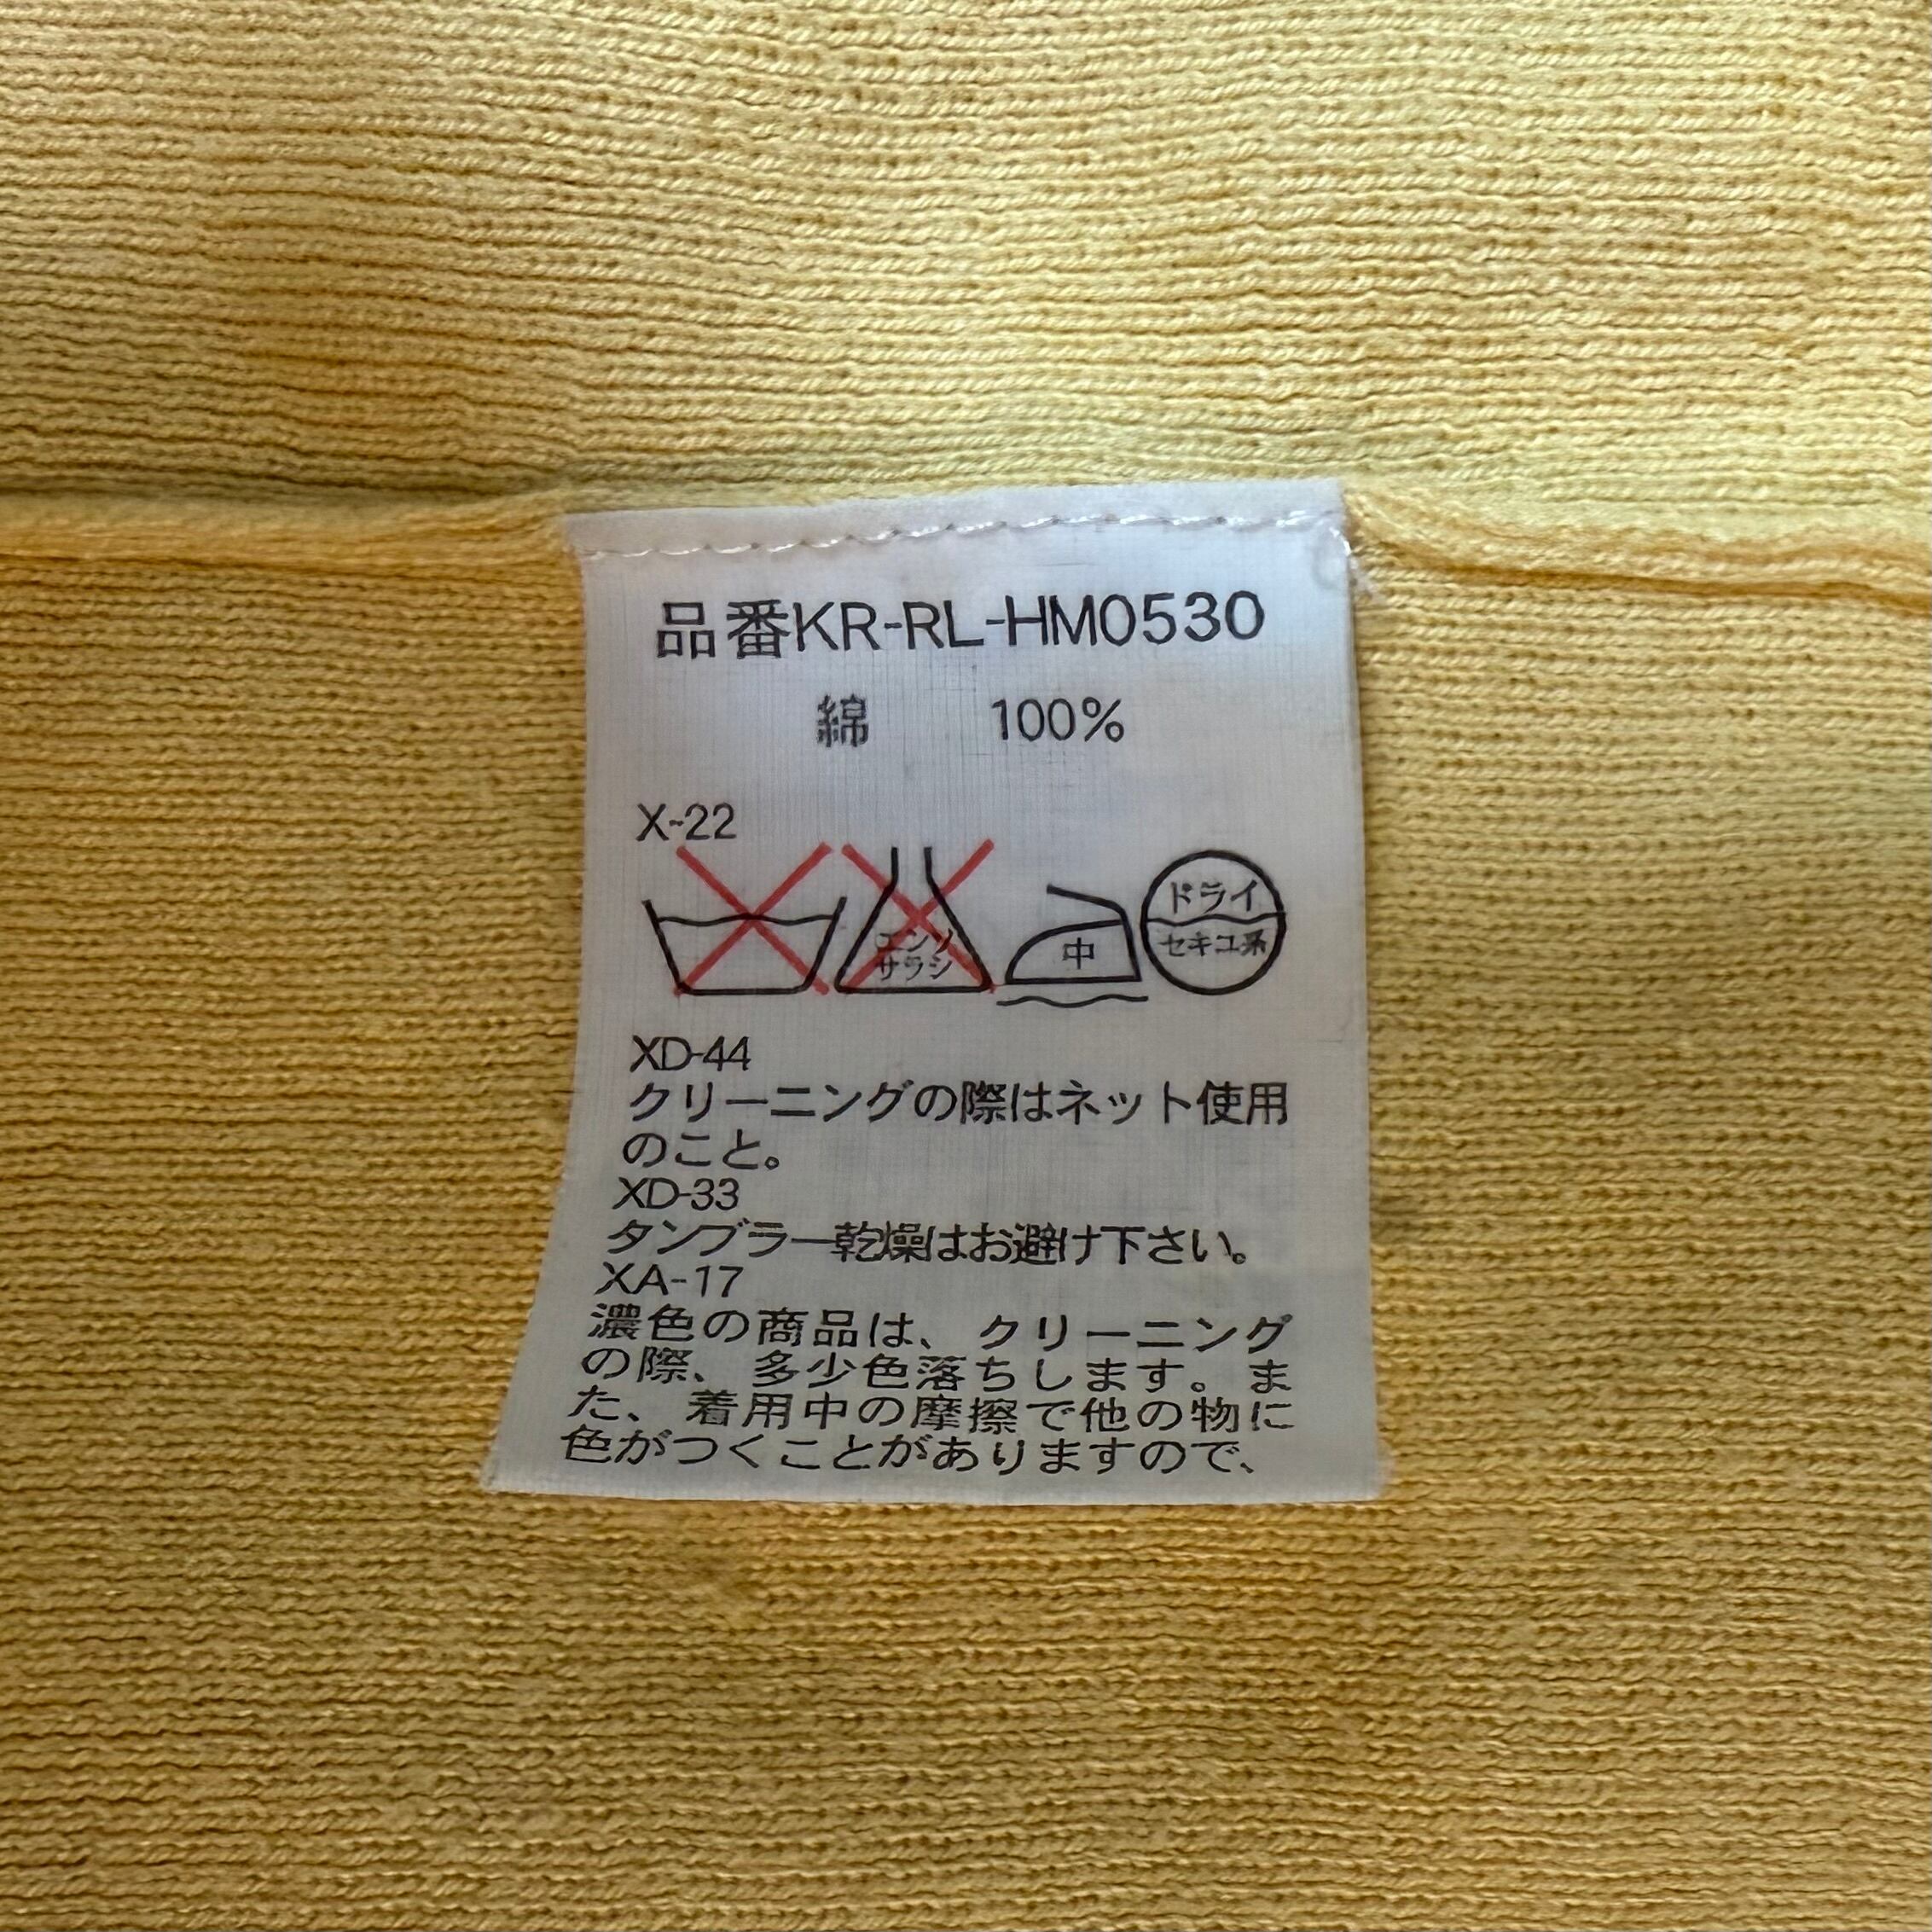 品番KR-RL-HM0530
綿 100%
X-22
エンソ
サラシ
中
ドライ
セキユ系
XD-44
クリーニングの際はネット使用
のこと。
XD-33
タンブラー乾燥はお避け下さい。
XA-17
濃色の商品は、クリーニング
の際、多少色落ちします。ま
た、着用中の摩擦で他の物に
色がつくことがありますので、